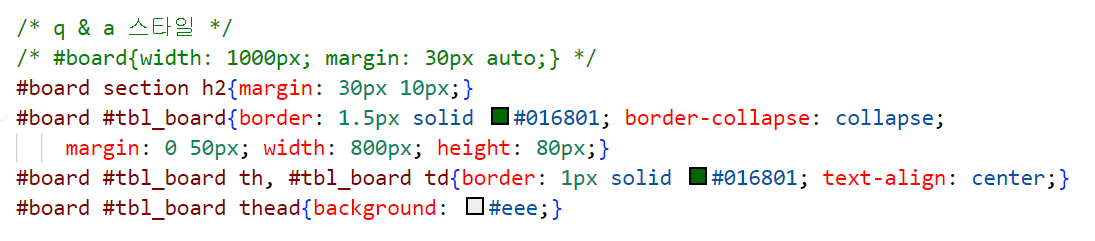 /* q & a 스타일 */
/* #board{width: 1000px; margin: 30px auto;} */
#board section h2{margin: 30px 10px;}
#board #tbl_board{border: 1.5px solid #016801; border-collapse: collapse;
margin: 0 50px; width: 800px; height: 80px;}
#board #tbl_board th, #tbl_board td{border: 1px solid #016801; text-align: center;}
#board #tbl_board thead{background: #eee;}